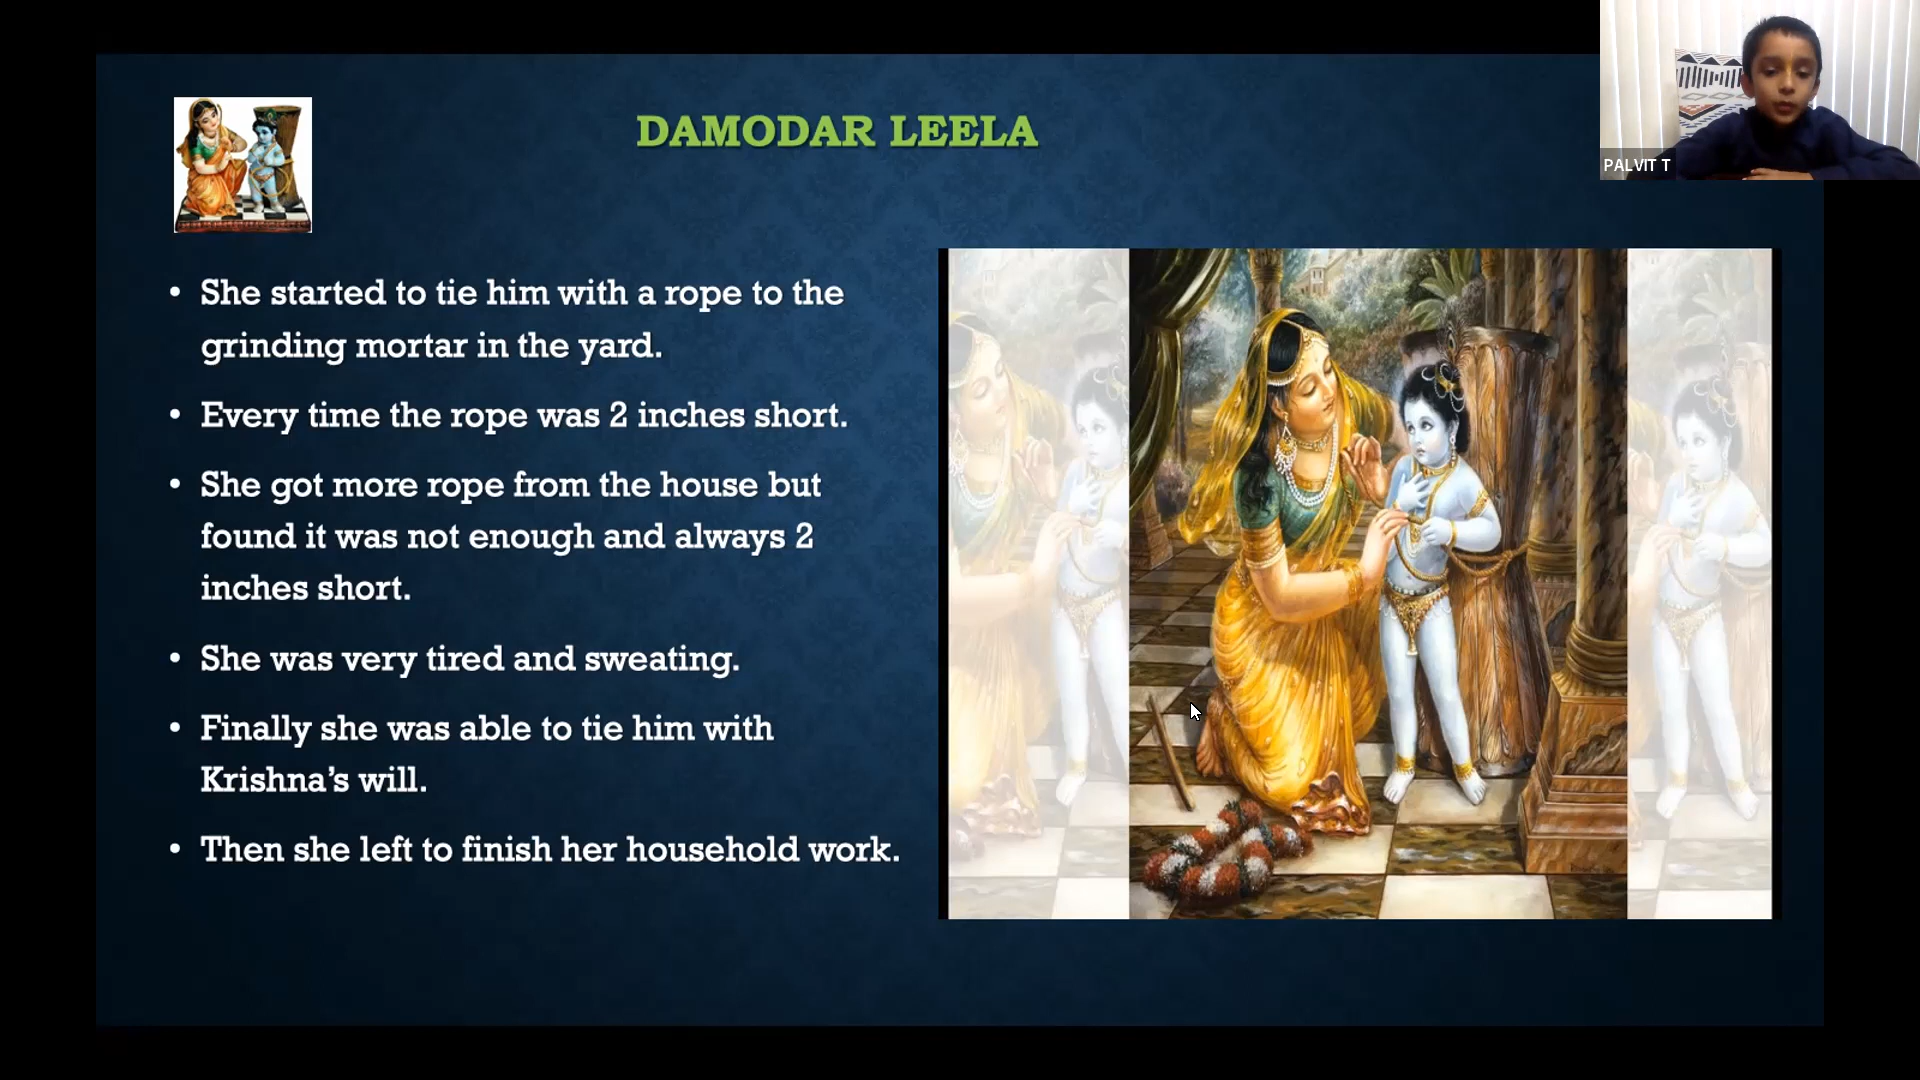 DAMODAR LEELA
PALVIT T
• She started to tie him with a rope to the
grinding mortar in the yard.
• Every time the rope was 2 inches short.
• She got more rope from the house but
found it was not enough and always 2
inches short.
• She was very tired and sweating.
• Finally she was able to tie him with
Krishna’s will.
• Then she left to finish her household work.